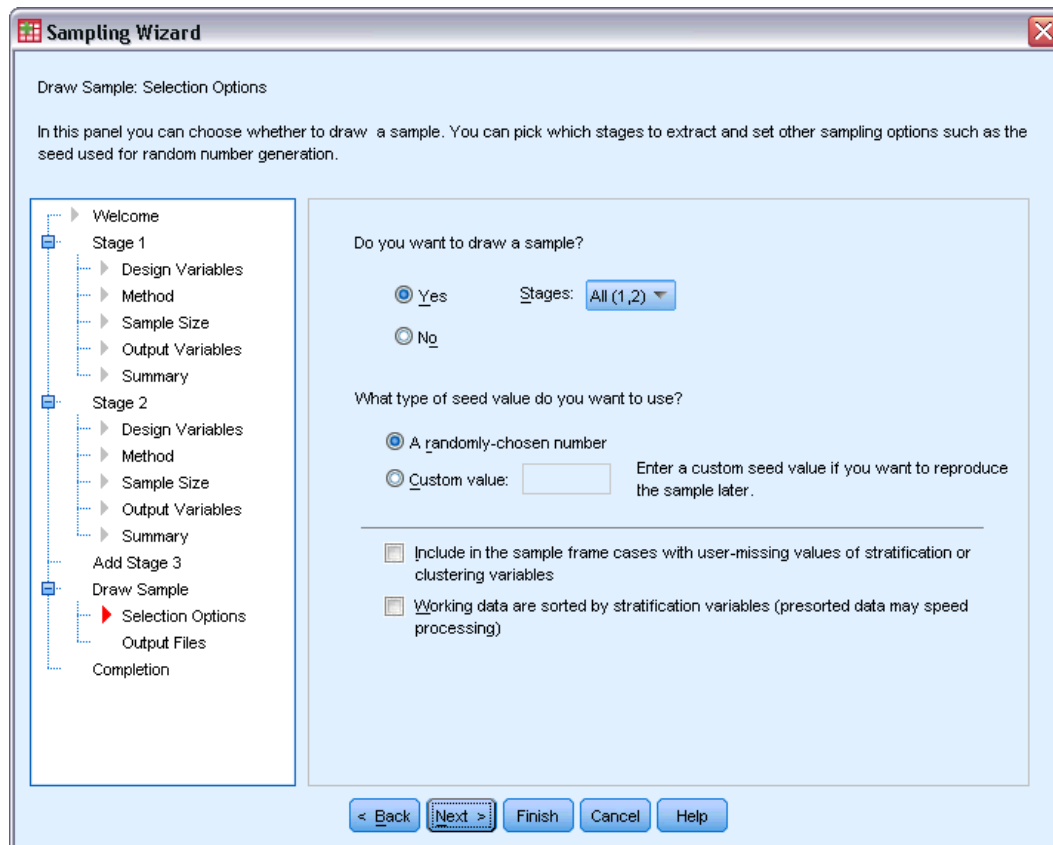 Sampling Wizard
Draw Sample: Selection Options
In this panel you can choose whether to draw a sample. You can pick which stages to extract and set other sampling options such as the
seed used for random number generation.
Welcome
Stage 1
Design Variables
Method
Sample Size
Output Variables
Summary
Stage 2
Design Variables
Method
Sample Size
Output Variables
Summary
Add Stage 3
Draw Sample
Selection Options
Output Files
Completion
Do you want to draw a sample?
Yes Stages: All (1,2)
No
What type of seed value do you want to use?
A randomly-chosen number
Custom value:
Enter a custom seed value if you want to reproduce
the sample later.
Include in the sample frame cases with user-missing values of stratification or
clustering variables
Working data are sorted by stratification variables (presorted data may speed
processing)
< Back Next > Finish Cancel Help